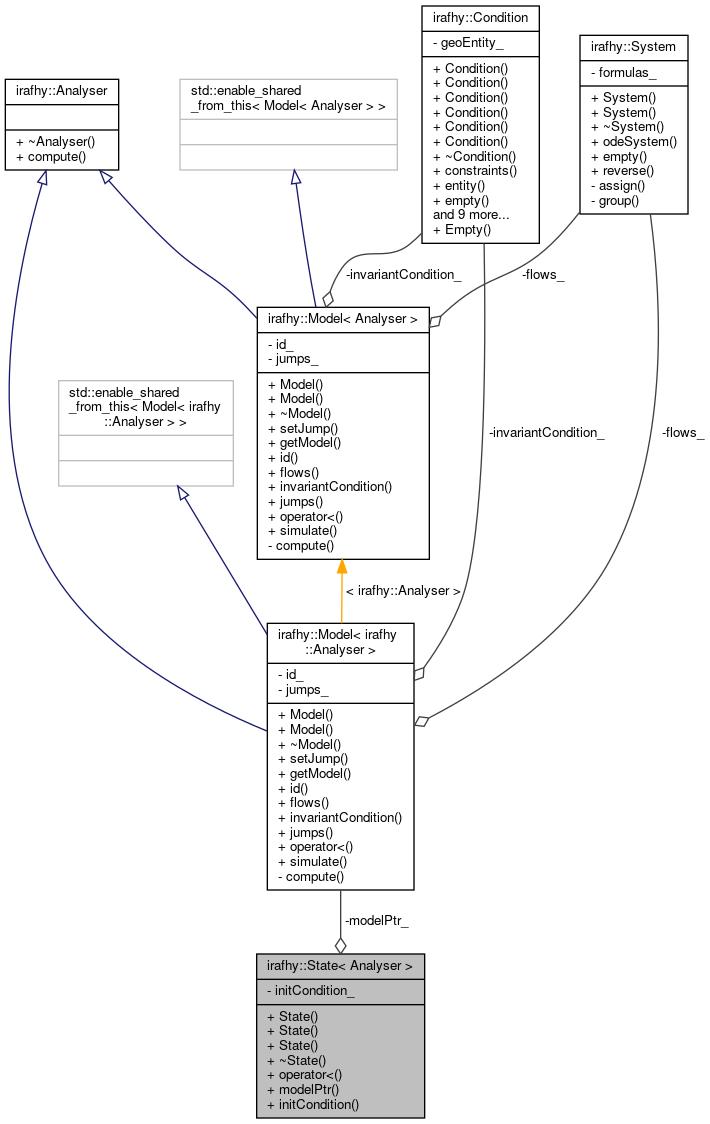 irafhy::Condition
- geoEntity_
+ Condition()
+ Condition()
+ Condition()
+ Condition()
+ Condition()
+ Condition()
+ ~Condition()
+ constraints()
+ entity()
+ empty()
and 9 more...
+ Empty()
irafhy::System
- formulas_
+ System()
+ System()
+ ~System()
+ odeSystem()
+ empty()
+ reverse()
- assign()
- group()
irafhy::Analyser
+ ~Analyser()
+ compute()
std::enable_shared
_from_this< Model< Analyser > >
-invariantCondition_
-flows_
irafhy::Model< Analyser >
- id_
- jumps_
+ Model()
+ Model()
+ ~Model()
+ setJump()
+ getModel()
+ id()
+ flows()
+ invariantCondition()
+ jumps()
+ operator<()
+ simulate()
- compute()
std::enable_shared
_from_this< Model< irafhy
::Analyser > >
-invariantCondition_
-flows_
< irafhy::Analyser >
irafhy::Model< irafhy
::Analyser >
- id_
- jumps_
+ Model()
+ Model()
+ ~Model()
+ setJump()
+ getModel()
+ id()
+ flows()
+ invariantCondition()
+ jumps()
+ operator<()
+ simulate()
- compute()
-modelPtr_
irafhy::State< Analyser >
- initCondition_
+ State()
+ State()
+ State()
+ ~State()
+ operator<()
+ modelPtr()
+ initCondition()